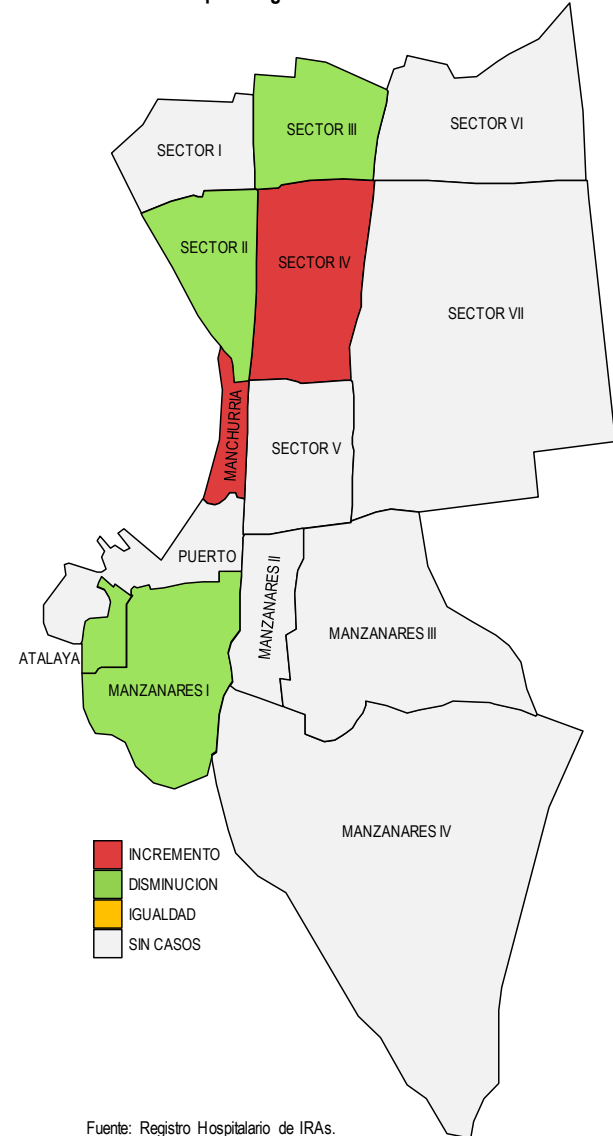 SECTOR VI
SECTOR III
SECTOR I
SECTOR II
SECTOR IV
SECTOR VII
MANCHURRIA
SECTOR V
PUERTO
MANZANARES II
MANZANARES III
ATALAYA
MANZANARES I
MANZANARES IV
INCREMENTO
DISMINUCION
IGUALDAD
SIN CASOS
Fuente: Registro Hospitalario de IRAs.